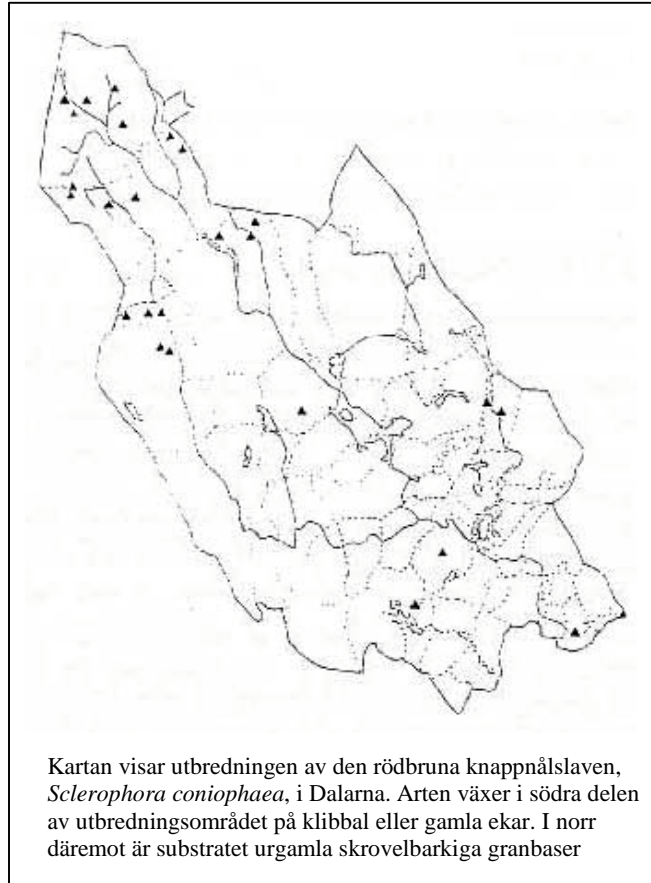 Kartan visar utbredningen av den rödbruna knappnålslaven,
Sclerophora coniophaea, i Dalarna. Arten växer i södra delen
av utbredningsområdet på klibbal eller gamla ekar. I norr
däremot är substratet urgamla skrovelbarkiga granbaser